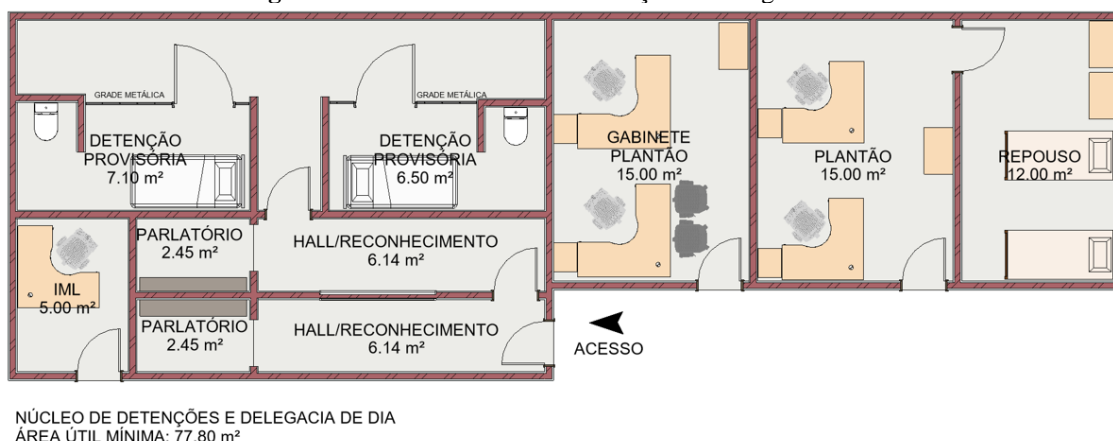 GRADE METÁLICA
GRADE METÁLICA
DETENÇÃO
PROVISÓRIA
7.10 m²
DETENÇÃO
PROVISÓRIA
6.50 m²
GABINETE
PLANTÃO
15.00 m²
PLANTÃO
15.00 m²
REPOUSO
12.00 m²
PARLATÓRIO
2.45 m²
HALL/RECONHECIMENTO
6.14 m²
IML
5.00 m²
PARLATÓRIO
2.45 m²
HALL/RECONHECIMENTO
6.14 m²
ACESSO
NÚCLEO DE DETENÇÕES E DELEGACIA DE DIA
ÁREA ÚTIL MÍNIMA: 77.80 m²